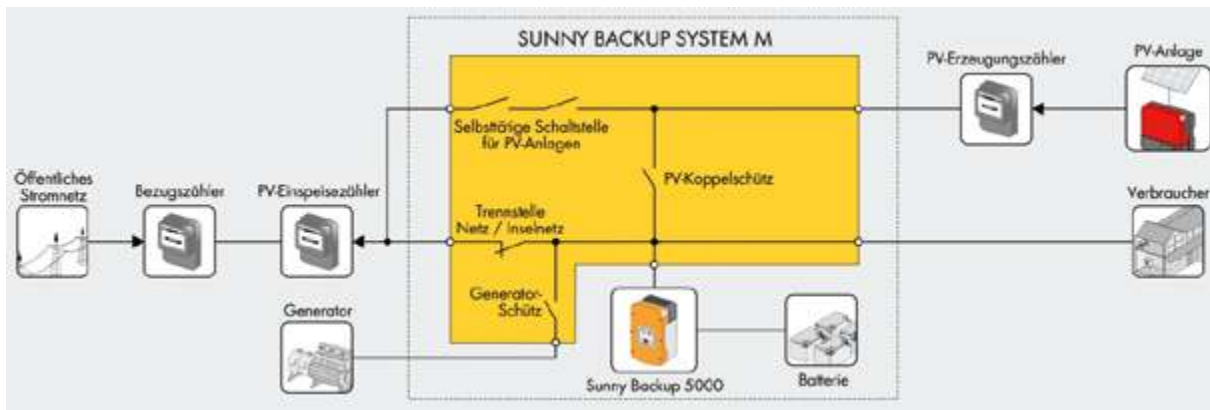 SUNNY BACKUP SYSTEM M
PV-Erzeugungszähler
PV-Anlage
Selbsttätige Schaltstelle
für PV-Anlagen
PV-Koppelschütz
Öffentliches
Stromnetz
Bezugszähler
PV-Einspeisezähler
Trennstelle
Netz / Inselnetz
Verbraucher
Generator-
Schütz
Generator
Sunny Backup 5000
Batterie